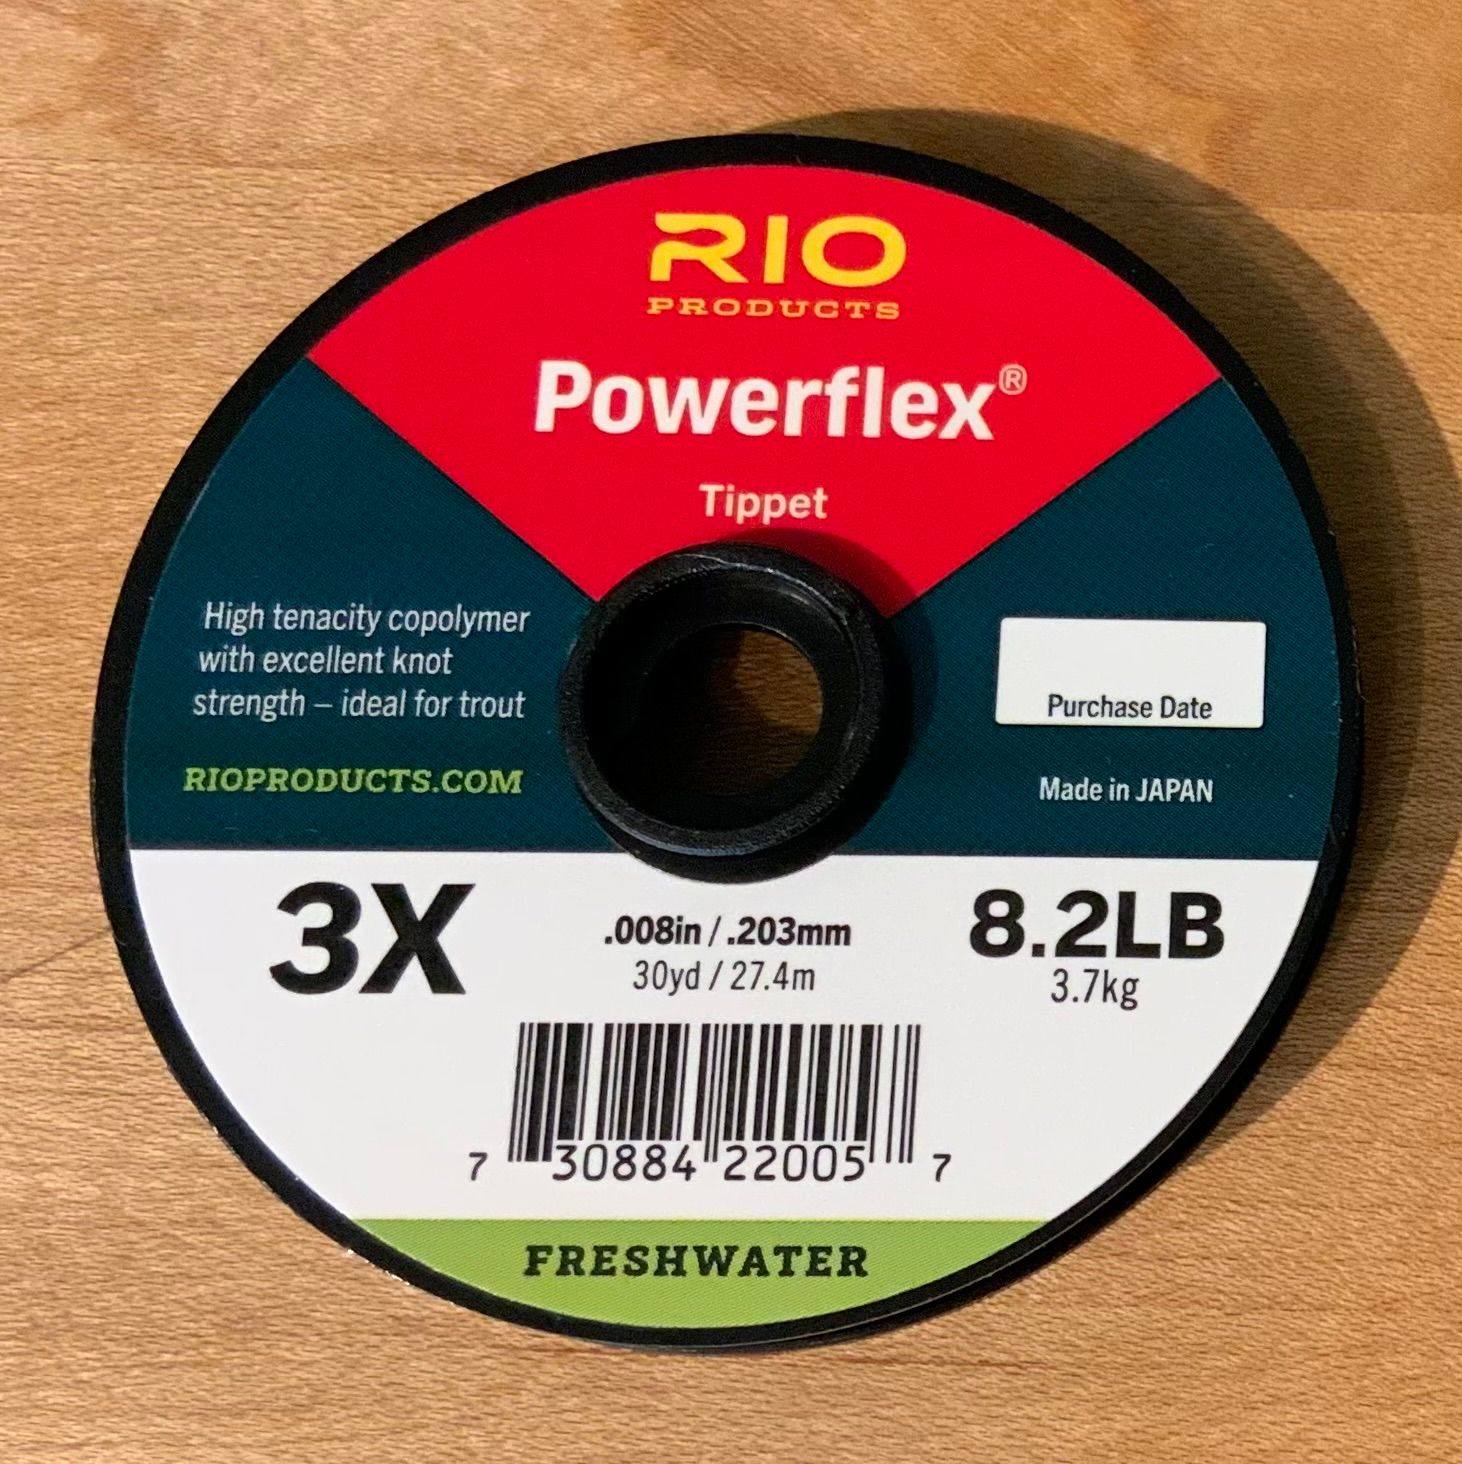 RIO
PRODUCTS
Powerflex®
Tippet
High tenacity copolymer
with excellent knot
strength – ideal for trout
RIOPRODUCTS.COM
Purchase Date
Made in JAPAN
3X
.008in / .203mm
30yd / 27.4m
8.2LB
3.7kg
7 30884 22005 7
FRESHWATER